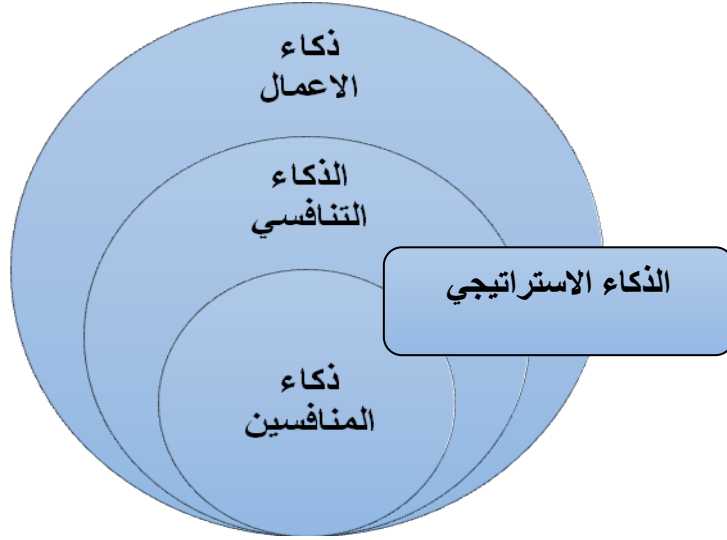 ذكاء
الاعمال
الذكاء
التنافسي
الذكاء الاستراتيجي
ذكاء
المنافسين